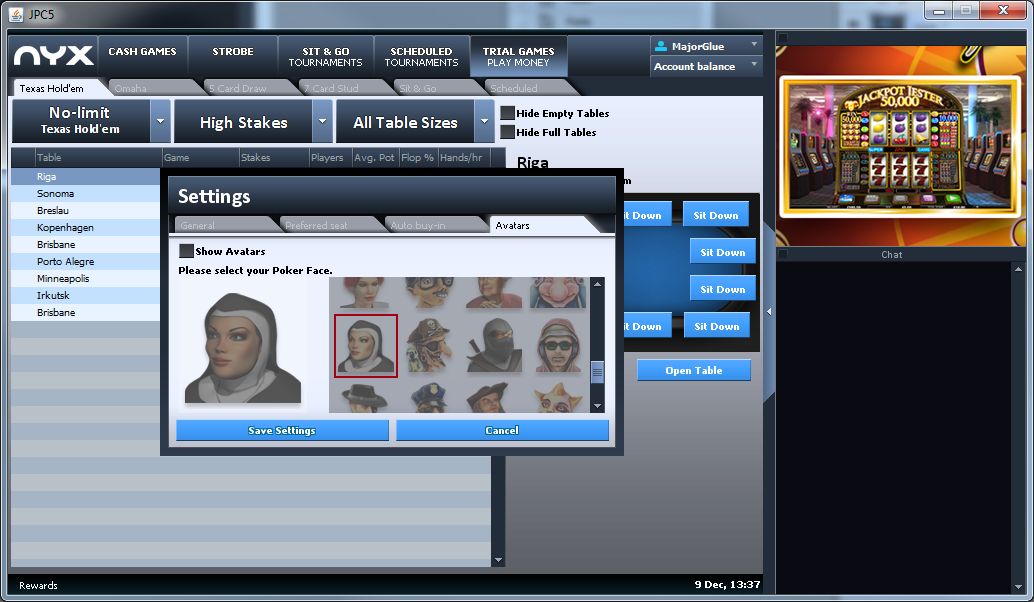 JPC5
NYX
CASH GAMES
STROBE
SIT & GO
TOURNAMENTS
SCHEDULED
TOURNAMENTS
TRIAL GAMES
PLAY MONEY
MajorGlue
Account balance
Texas Hold'em
Omaha
5 Card Draw
7 Card Stud
Sit & Go
Scheduled
No-limit
Texas Hold'em
High Stakes
All Table Sizes
Hide Empty Tables
Hide Full Tables
Riga
Table
Game
Stakes
Players
Avg. Pot
Flop %
Hands/hr
Riga
Sonoma
Breslau
Kopenhagen
Brisbane
Porto Alegre
Minneapolis
Irkutsk
Brisbane
Settings
General
Preferred seat
Auto buy-in
Avatars
Show Avatars
Please select your Poker Face.
Save Settings
Cancel
it Down
Sit Down
Sit Down
Sit Down
it Down
Sit Down
Open Table
JACKPOT JESTER
50,000
Chat
Rewards
9 Dec, 13:37